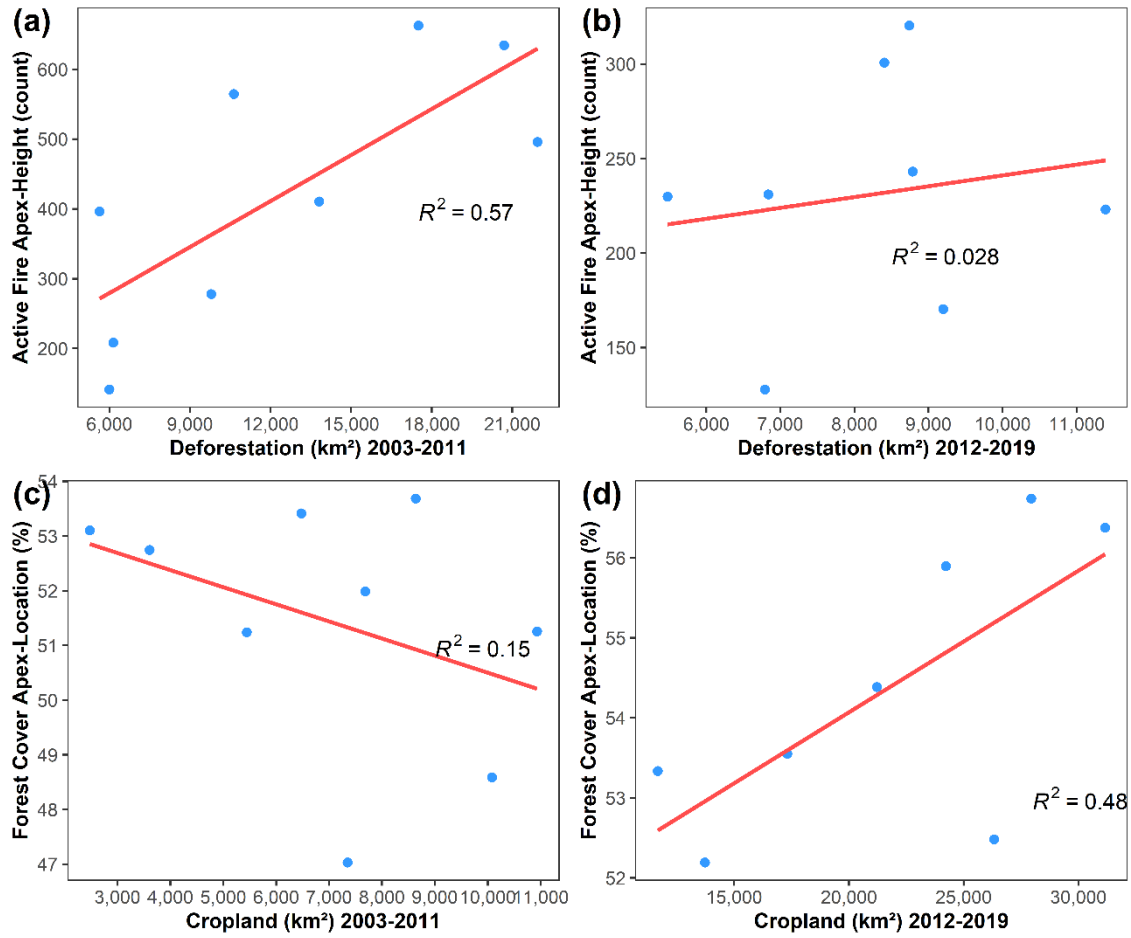 (a)
Active Fire Apex-Height (count)
600
500
400
300
200
R² = 0.57
6,000 9,000 12,000 15,000 18,000 21,000
Deforestation (km²) 2003-2011
(b)
Active Fire Apex-Height (count)
300
250
200
150
R² = 0.028
6,000 7,000 8,000 9,000 10,000 11,000
Deforestation (km²) 2012-2019
(c)
Forest Cover Apex-Location (%)
54
53
52
51
50
49
48
47
R² = 0.15
3,000 4,000 5,000 6,000 7,000 8,000 9,000 10,000 11,000
Cropland (km²) 2003-2011
(d)
Forest Cover Apex-Location (%)
56
55
54
53
52
R² = 0.48
15,000 20,000 25,000 30,000
Cropland (km²) 2012-2019